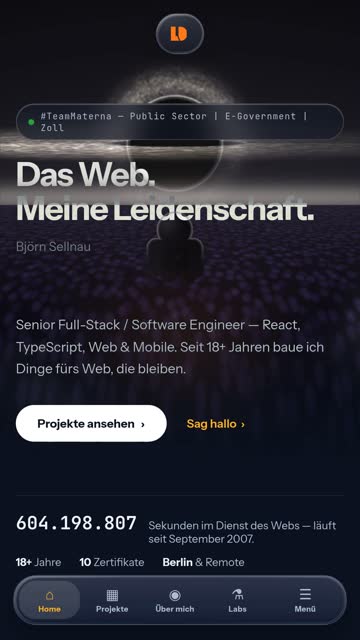 LD
#TeamMaterna — Public Sector | E-Government |
Zoll
Das Web.
Meine Leidenschaft.
Björn Sellnau
Senior Full-Stack / Software Engineer — React,
TypeScript, Web & Mobile. Seit 18+ Jahren baue ich
Dinge fürs Web, die bleiben.
Projekte ansehen › Sag hallo ›
604.198.807 Sekunden im Dienst des Webs — läuft
seit September 2007.
18+ Jahre 10 Zertifikate Berlin & Remote
Home Projekte Über mich Labs Menü